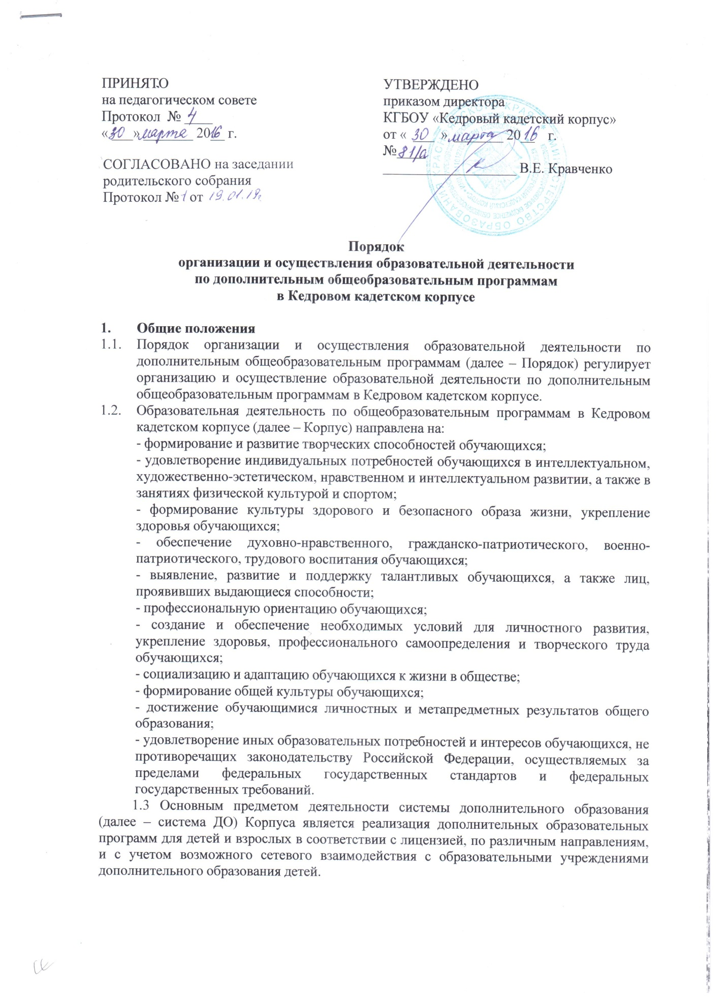 ПРИНЯТО
на педагогическом совете
Протокол № 4
«30» марта 2016 г.
СОГЛАСОВАНО на заседании
родительского собрания
Протокол №1 от 19.01.
УТВЕРЖДЕНО
приказом директора
КГБОУ «Кедровый кадетский корпус»
от « 30 » марта 20 16 г.
№ 81/а
В.Е. Кравченко
Порядок
организации и осуществления образовательной деятельности
по дополнительным общеобразовательным программам
в Кедровом кадетском корпусе
1. Общие положения
1.1. Порядок организации и осуществления образовательной деятельности по
дополнительным общеобразовательным программам (далее – Порядок) регулирует
организацию и осуществление образовательной деятельности по дополнительным
общеобразовательным программам в Кедровом кадетском корпусе.
1.2. Образовательная деятельность по общеобразовательным программам в Кедровом
кадетском корпусе (далее – Корпус) направлена на:
- формирование и развитие творческих способностей обучающихся;
- удовлетворение индивидуальных потребностей обучающихся в интеллектуальном,
художественно-эстетическом, нравственном и интеллектуальном развитии, а также в
занятиях физической культурой и спортом;
- формирование культуры здорового и безопасного образа жизни, укрепление
здоровья обучающихся;
- обеспечение духовно-нравственного, гражданско-патриотического, военно-
патриотического, трудового воспитания обучающихся;
- выявление, развитие и поддержку талантливых обучающихся, а также лиц,
проявивших выдающиеся способности;
- профессиональную ориентацию обучающихся;
- создание и обеспечение необходимых условий для личностного развития,
укрепление здоровья, профессионального самоопределения и творческого труда
обучающихся;
- социализацию и адаптацию обучающихся к жизни в обществе;
- формирование общей культуры обучающихся;
- достижение обучающимися личностных и метапредметных результатов общего
образования;
- удовлетворение иных образовательных потребностей и интересов обучающихся, не
противоречащих законодательству Российской Федерации, осуществляемых за
пределами федеральных государственных стандартов и федеральных
государственных требований.
1.3 Основным предметом деятельности системы дополнительного образования
(далее – система ДО) Корпуса является реализация дополнительных образовательных
программ для детей и взрослых в соответствии с лицензией, по различным направлениям,
и с учетом возможного сетевого взаимодействия с образовательными учреждениями
дополнительного образования детей.